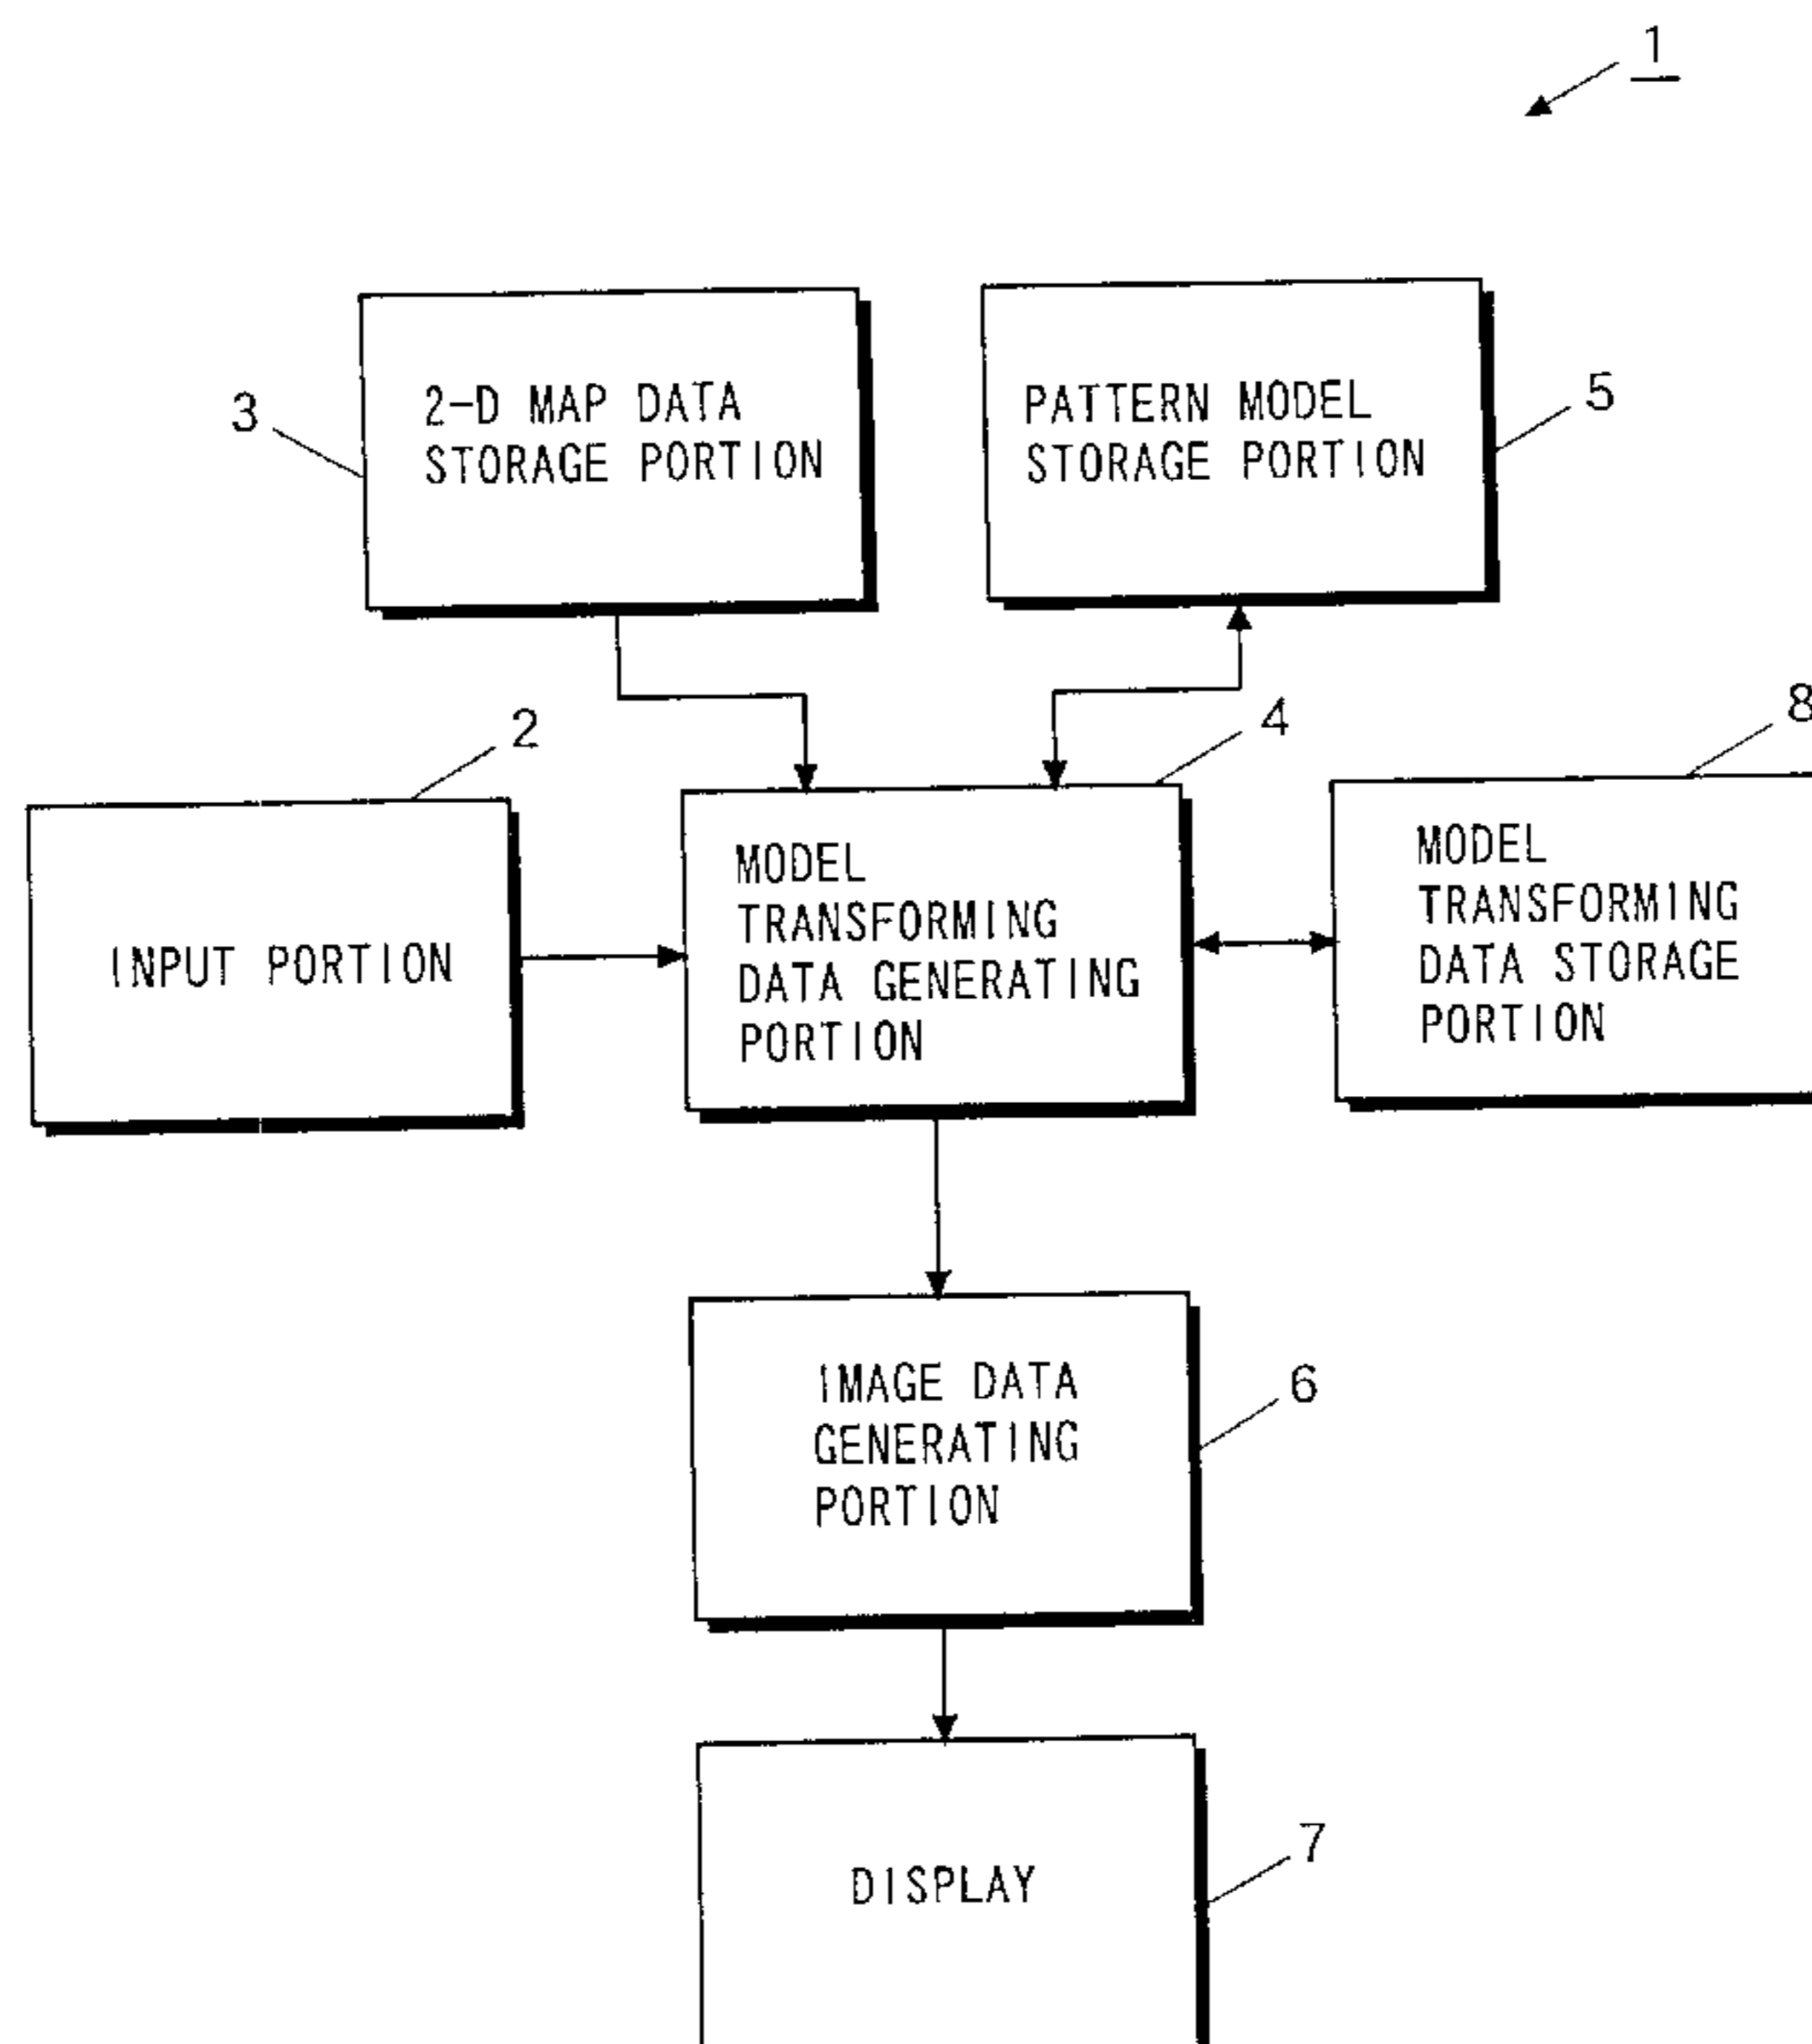 1
2-D MAP DATA
STORAGE PORTION
3
PATTERN MODEL
STORAGE PORTION
5
2
INPUT PORTION
4
MODEL
TRANSFORMING
DATA GENERATING
PORTION
8
MODEL
TRANSFORMING
DATA STORAGE
PORTION
IMAGE DATA
GENERATING
PORTION
6
DISPLAY
7